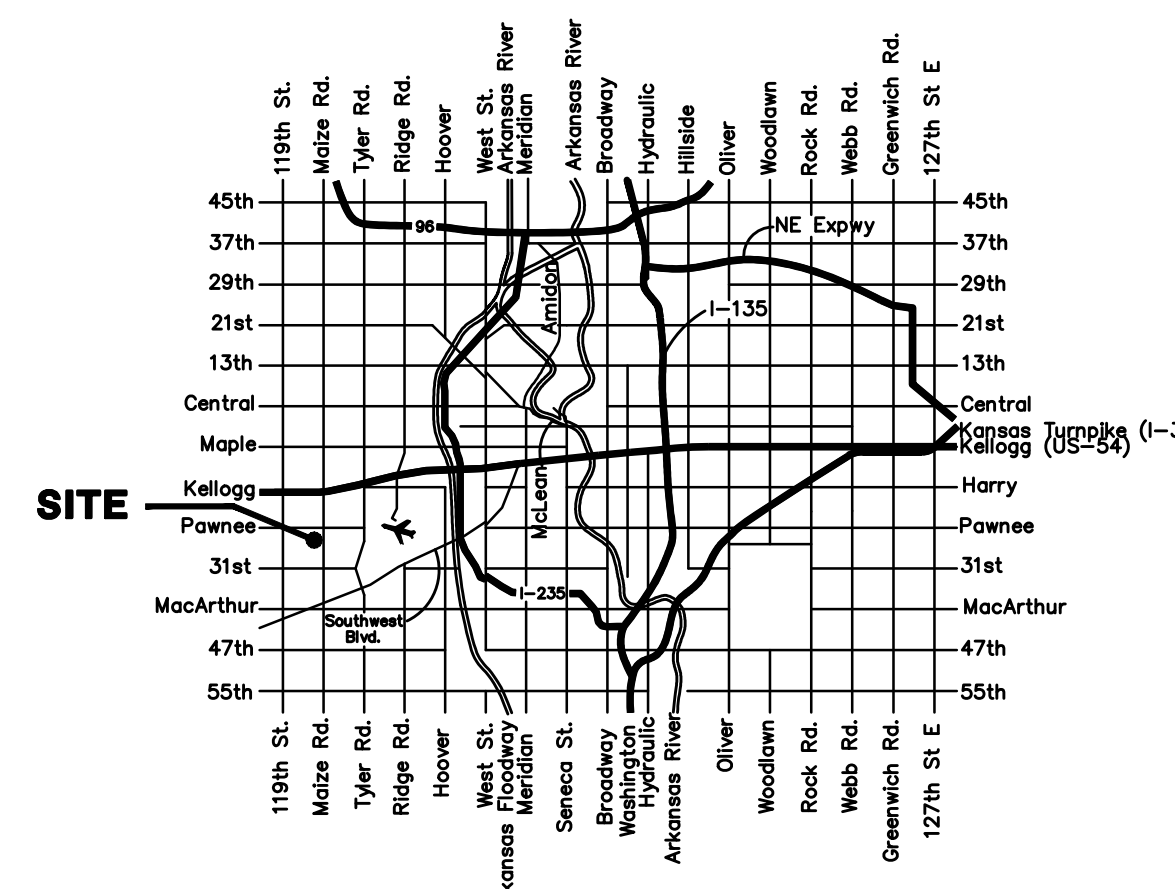 119th St.
Maize Rd.
Tyler Rd.
Ridge Rd.
Hoover
West St.
Arkansas River
Meridian
Arkansas River
Broadway
Hydraulic
Hillside
Oliver
Woodlawn
Rock Rd.
Webb Rd.
Greenwich Rd.
127th St E
45th
45th
96
NE Expwy
37th
37th
29th
29th
Amidon
I-135
21st
21st
13th
13th
Central
Central
Kansas Turnpike (I-3
Maple
Kellogg (US-54)
Kellogg
Harry
McLean
SITE
Pawnee
Pawnee
31st
31st
I-235
MacArthur
MacArthur
Southwest
Blvd.
47th
47th
55th
55th
119th St.
Maize Rd.
Tyler Rd.
Ridge Rd.
Hoover
West St.
kansas Floodway
Meridian
Seneca St.
Broadway
Washington
Hydraulic
Arkansas River
Oliver
Woodlawn
Rock Rd.
Webb Rd.
Greenwich Rd.
127th St E